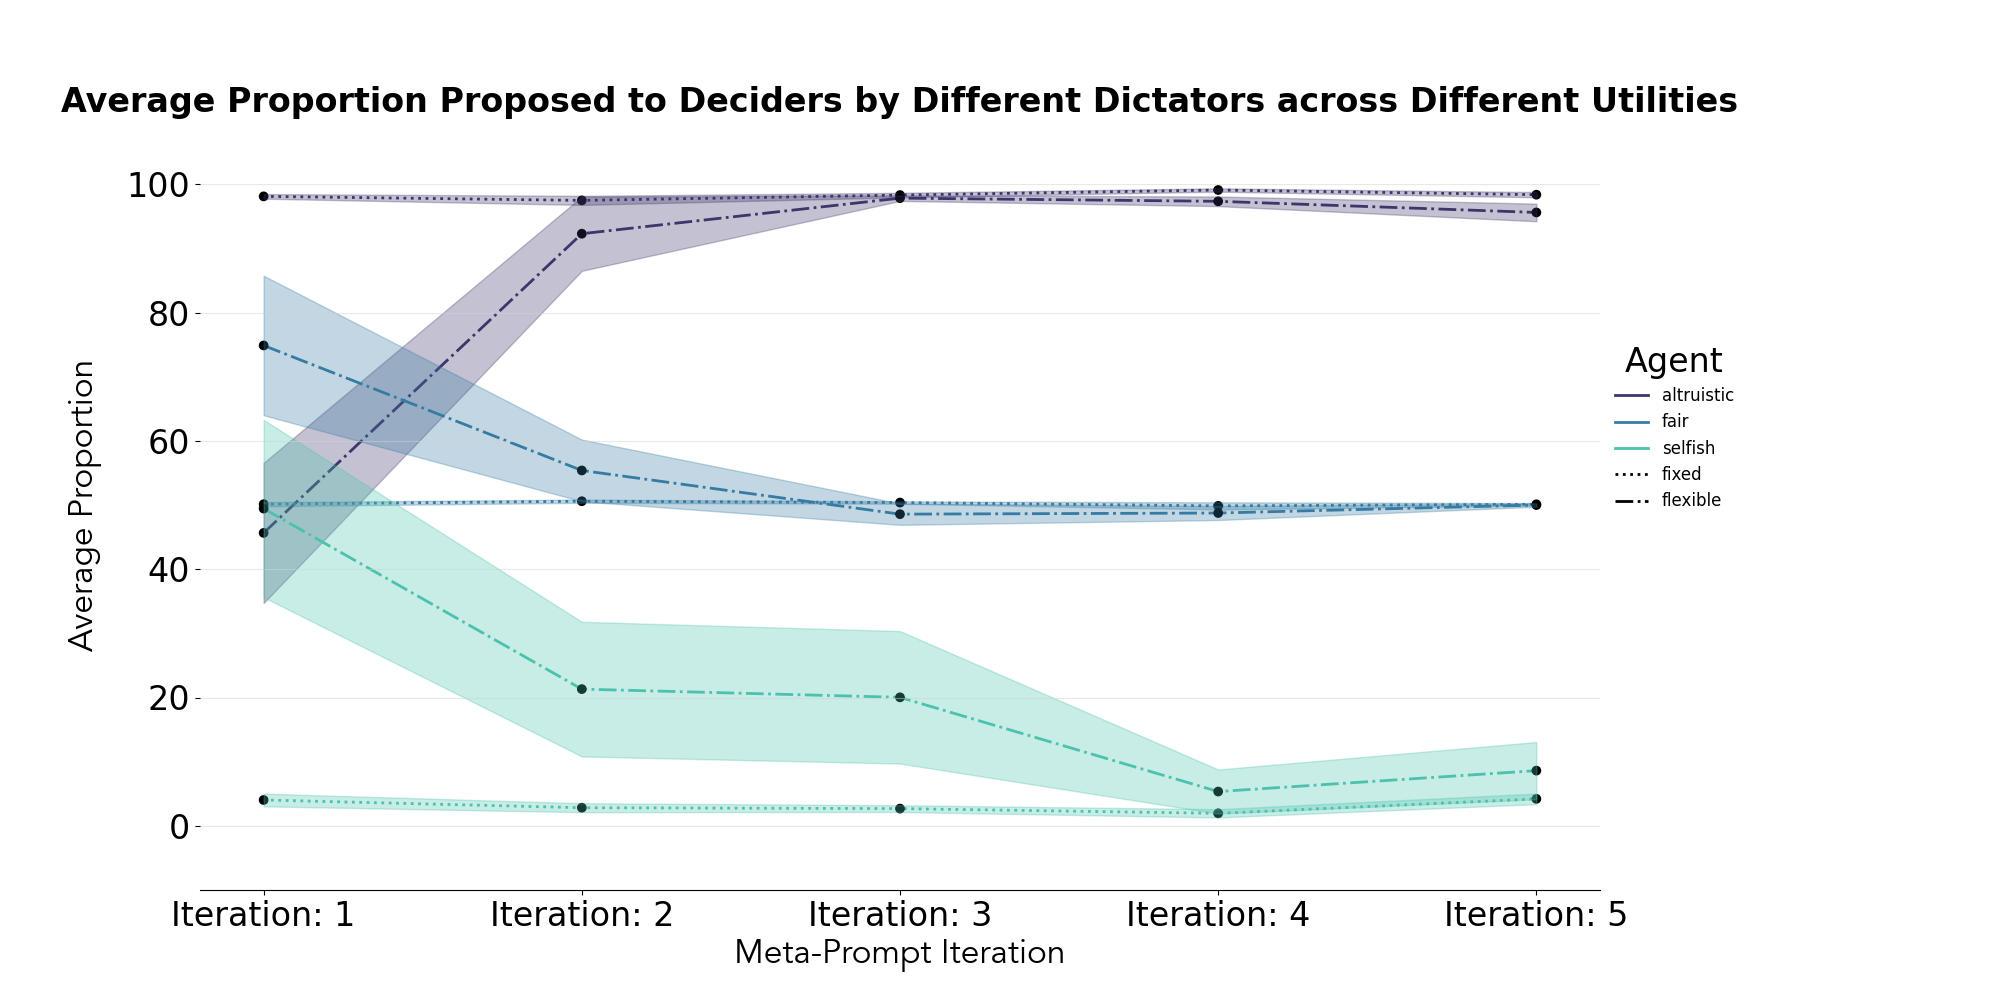 Average Proportion Proposed to Deciders by Different Dictators across Different Utilities
100
80
60
40
20
0
Average Proportion
Iteration: 1
Iteration: 2
Iteration: 3
Iteration: 4
Iteration: 5
Meta-Prompt Iteration
Agent
altruistic
fair
selfish
fixed
flexible